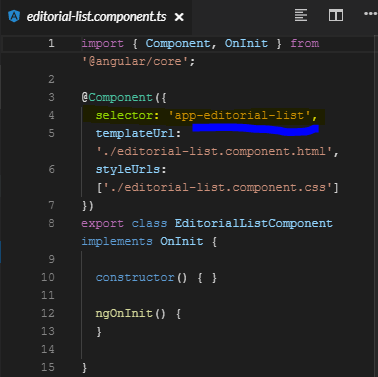 editorial-list.component.ts ×
1 import { Component, OnInit } from
'@angular/core';
2
3 @Component({
4 selector: 'app-editorial-list',
5 templateUrl:
'./editorial-list.component.html',
6 styleUrls:
['./editorial-list.component.css']
7 })
8 export class EditorialListComponent
implements OnInit {
9
10 constructor() { }
11
12 ngOnInit() {
13 }
14
15 }